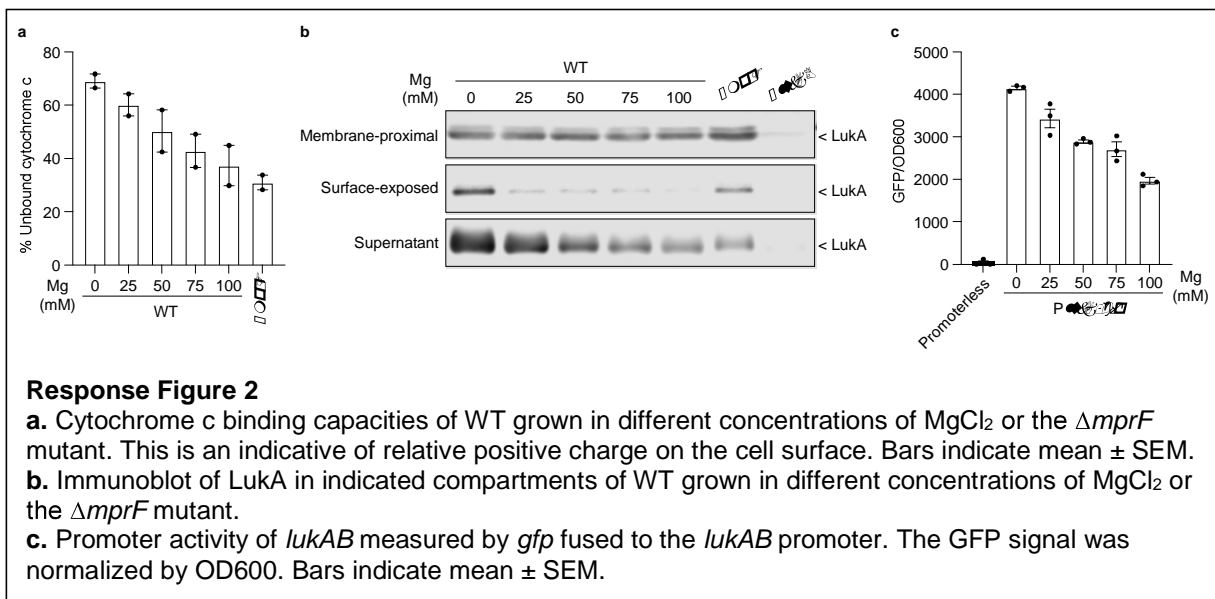 a
b
c
% Unbound cytochrome c
80
60
40
20
0
Mg (mM)
0 25 50 75 100
WT
WT
Mg (mM)
0 25 50 75 100
Membrane-proximal
< LukA
Surface-exposed
< LukA
Supernatant
< LukA
GFP/OD600
5000
4000
3000
2000
1000
0
Promoterless
0 25 50 75 100
Mg (mM)
P
Response Figure 2
a. Cytochrome c binding capacities of WT grown in different concentrations of MgCl₂ or the ΔmprF
mutant. This is an indicative of relative positive charge on the cell surface. Bars indicate mean ± SEM.
b. Immunoblot of LukA in indicated compartments of WT grown in different concentrations of MgCl₂ or
the ΔmprF mutant.
c. Promoter activity of lukAB measured by gfp fused to the lukAB promoter. The GFP signal was
normalized by OD600. Bars indicate mean ± SEM.